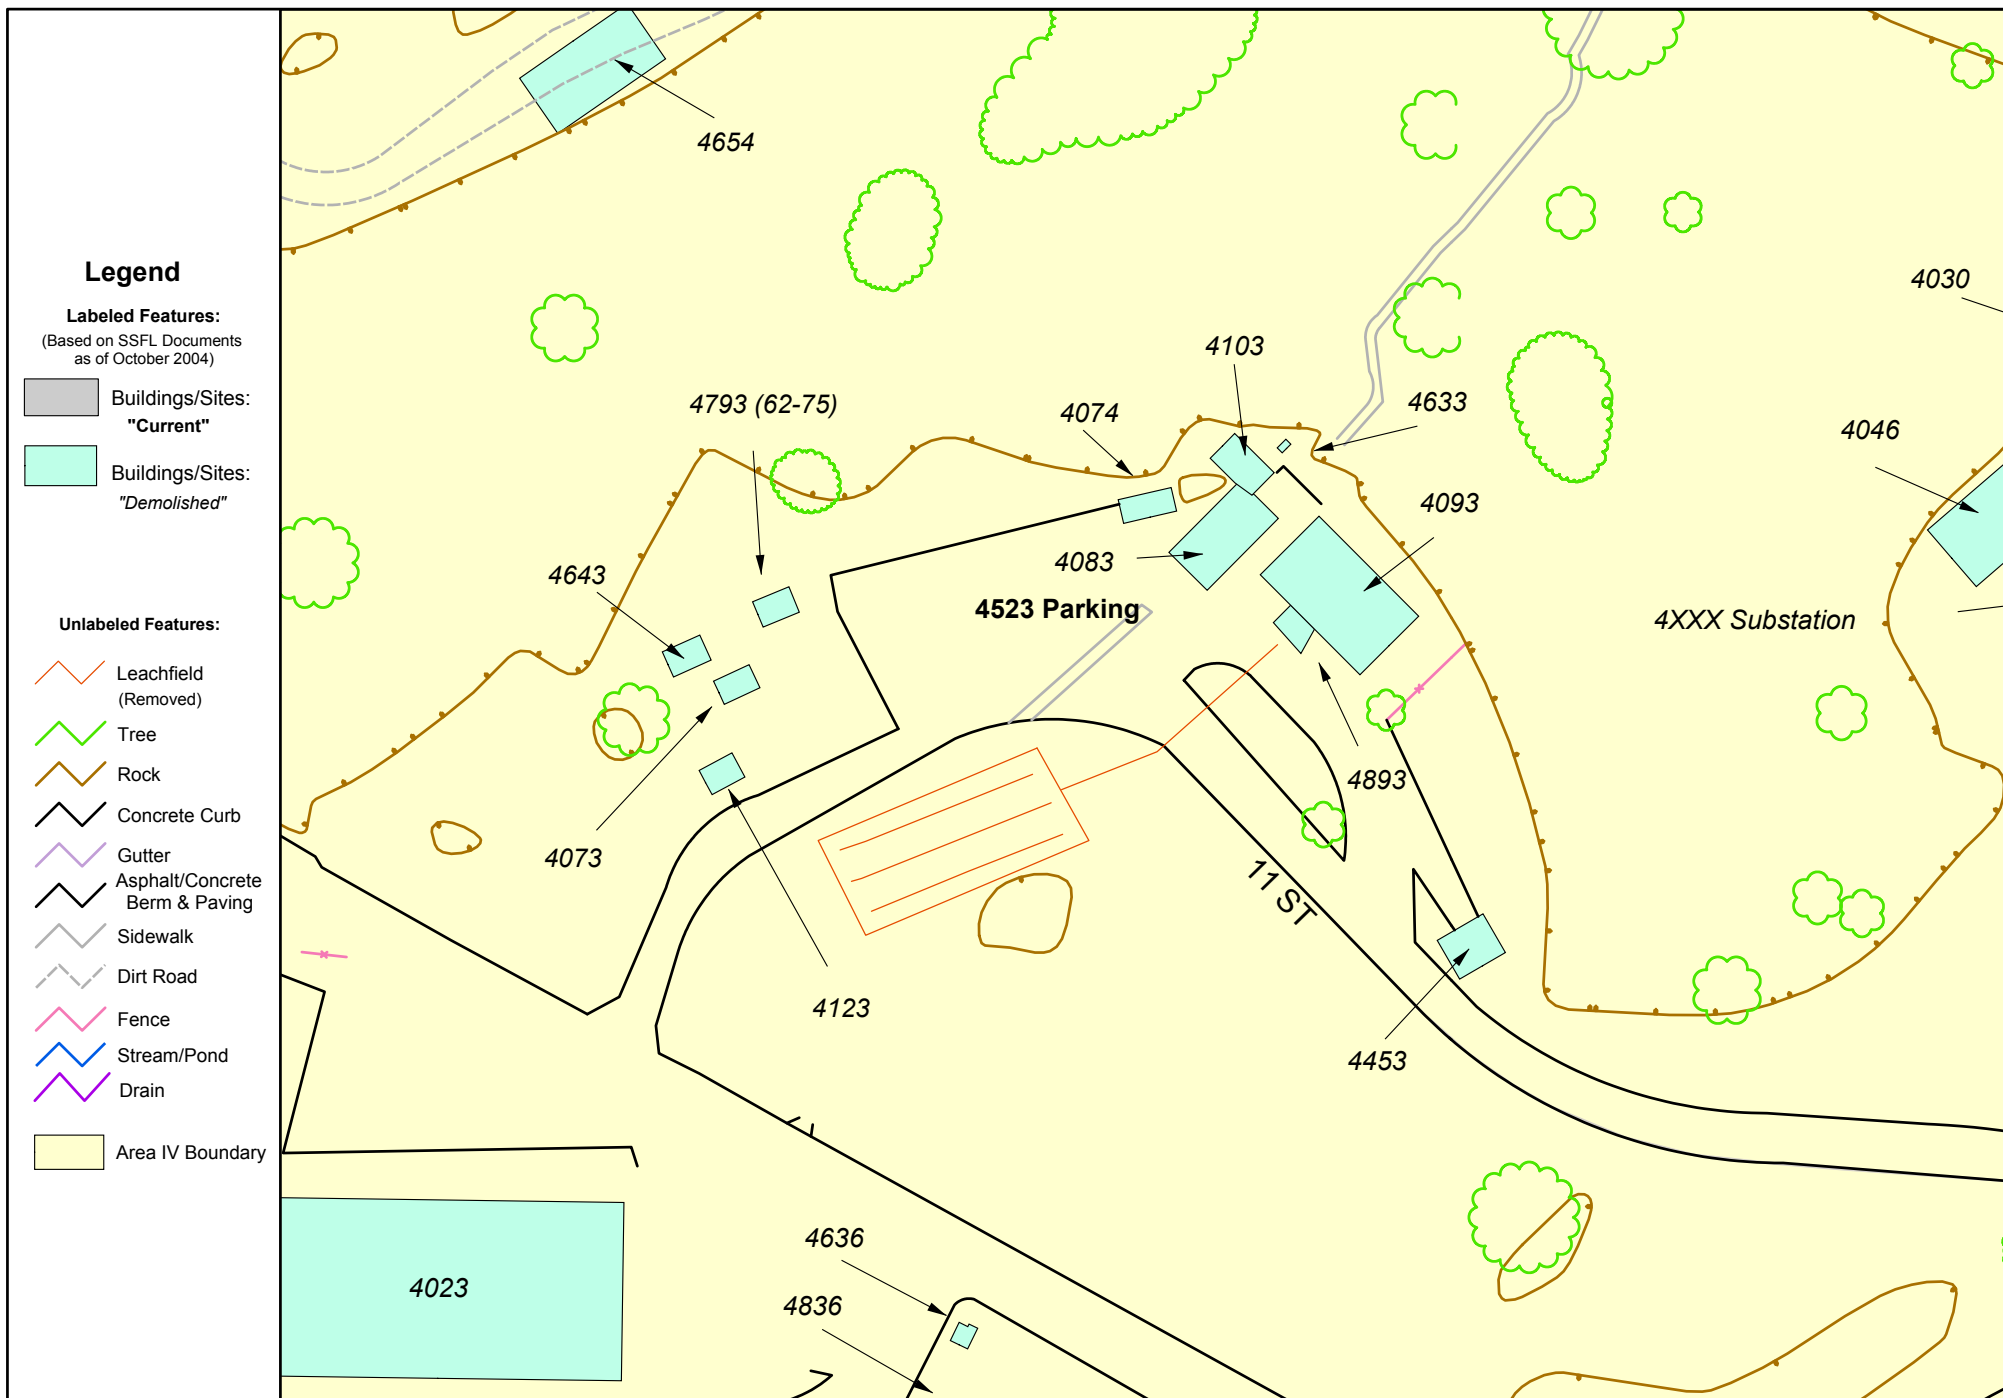 Legend
Labeled Features:
(Based on SSFL Documents
as of October 2004)
Buildings/Sites:
"Current"
Buildings/Sites:
"Demolished"
Unlabeled Features:
Leachfield
(Removed)
Tree
Rock
Concrete Curb
Gutter
Asphalt/Concrete
Berm & Paving
Sidewalk
Dirt Road
Fence
Stream/Pond
Drain
Area IV Boundary
4654
4030
4103
4793 (62-75)
4074
4633
4046
4093
4083
4643
4523 Parking
4XXX Substation
4893
4073
11 ST
4123
4453
4636
4023
4836